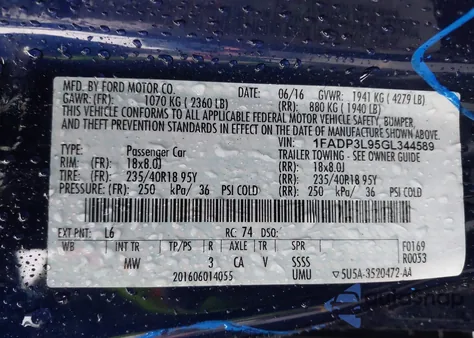 MFD. BY FORD MOTOR CO. DATE: 06/16 GVWR: 1941 KG ( 4279 LB)
GAWR: (FR): 1070 KG ( 2360 LB) (RR): 880 KG ( 1940 LB)
THIS VEHICLE CONFORMS TO ALL APPLICABLE FEDERAL MOTOR VEHICLE SAFETY, BUMPER,
AND THEFT PREVENTION STANDARDS IN EFFECT ON THE DATE OF MANUFACTURE SHOWN ABOVE.
VIN: 1FADP3L95GL344589
TYPE: Passenger Car TRAILER TOWING - SEE OWNER GUIDE
RIM: (FR): 18x8.0J (RR): 18x8.0J
TIRE: (FR): 235/40R18 95Y (RR): 235/40R18 95Y
PRESSURE: (FR): 250 kPa/ 36 PSI COLD (RR): 250 kPa/ 36 PSI COLD
EXT PNT: L6 RC: 74 DSO: F0169
WB INT TR TP/PS R AXLE TR SPR R0053
MW 3 CA V SSSS
201606014055 UMU ▽5U5A-3520472-AA
autoshop